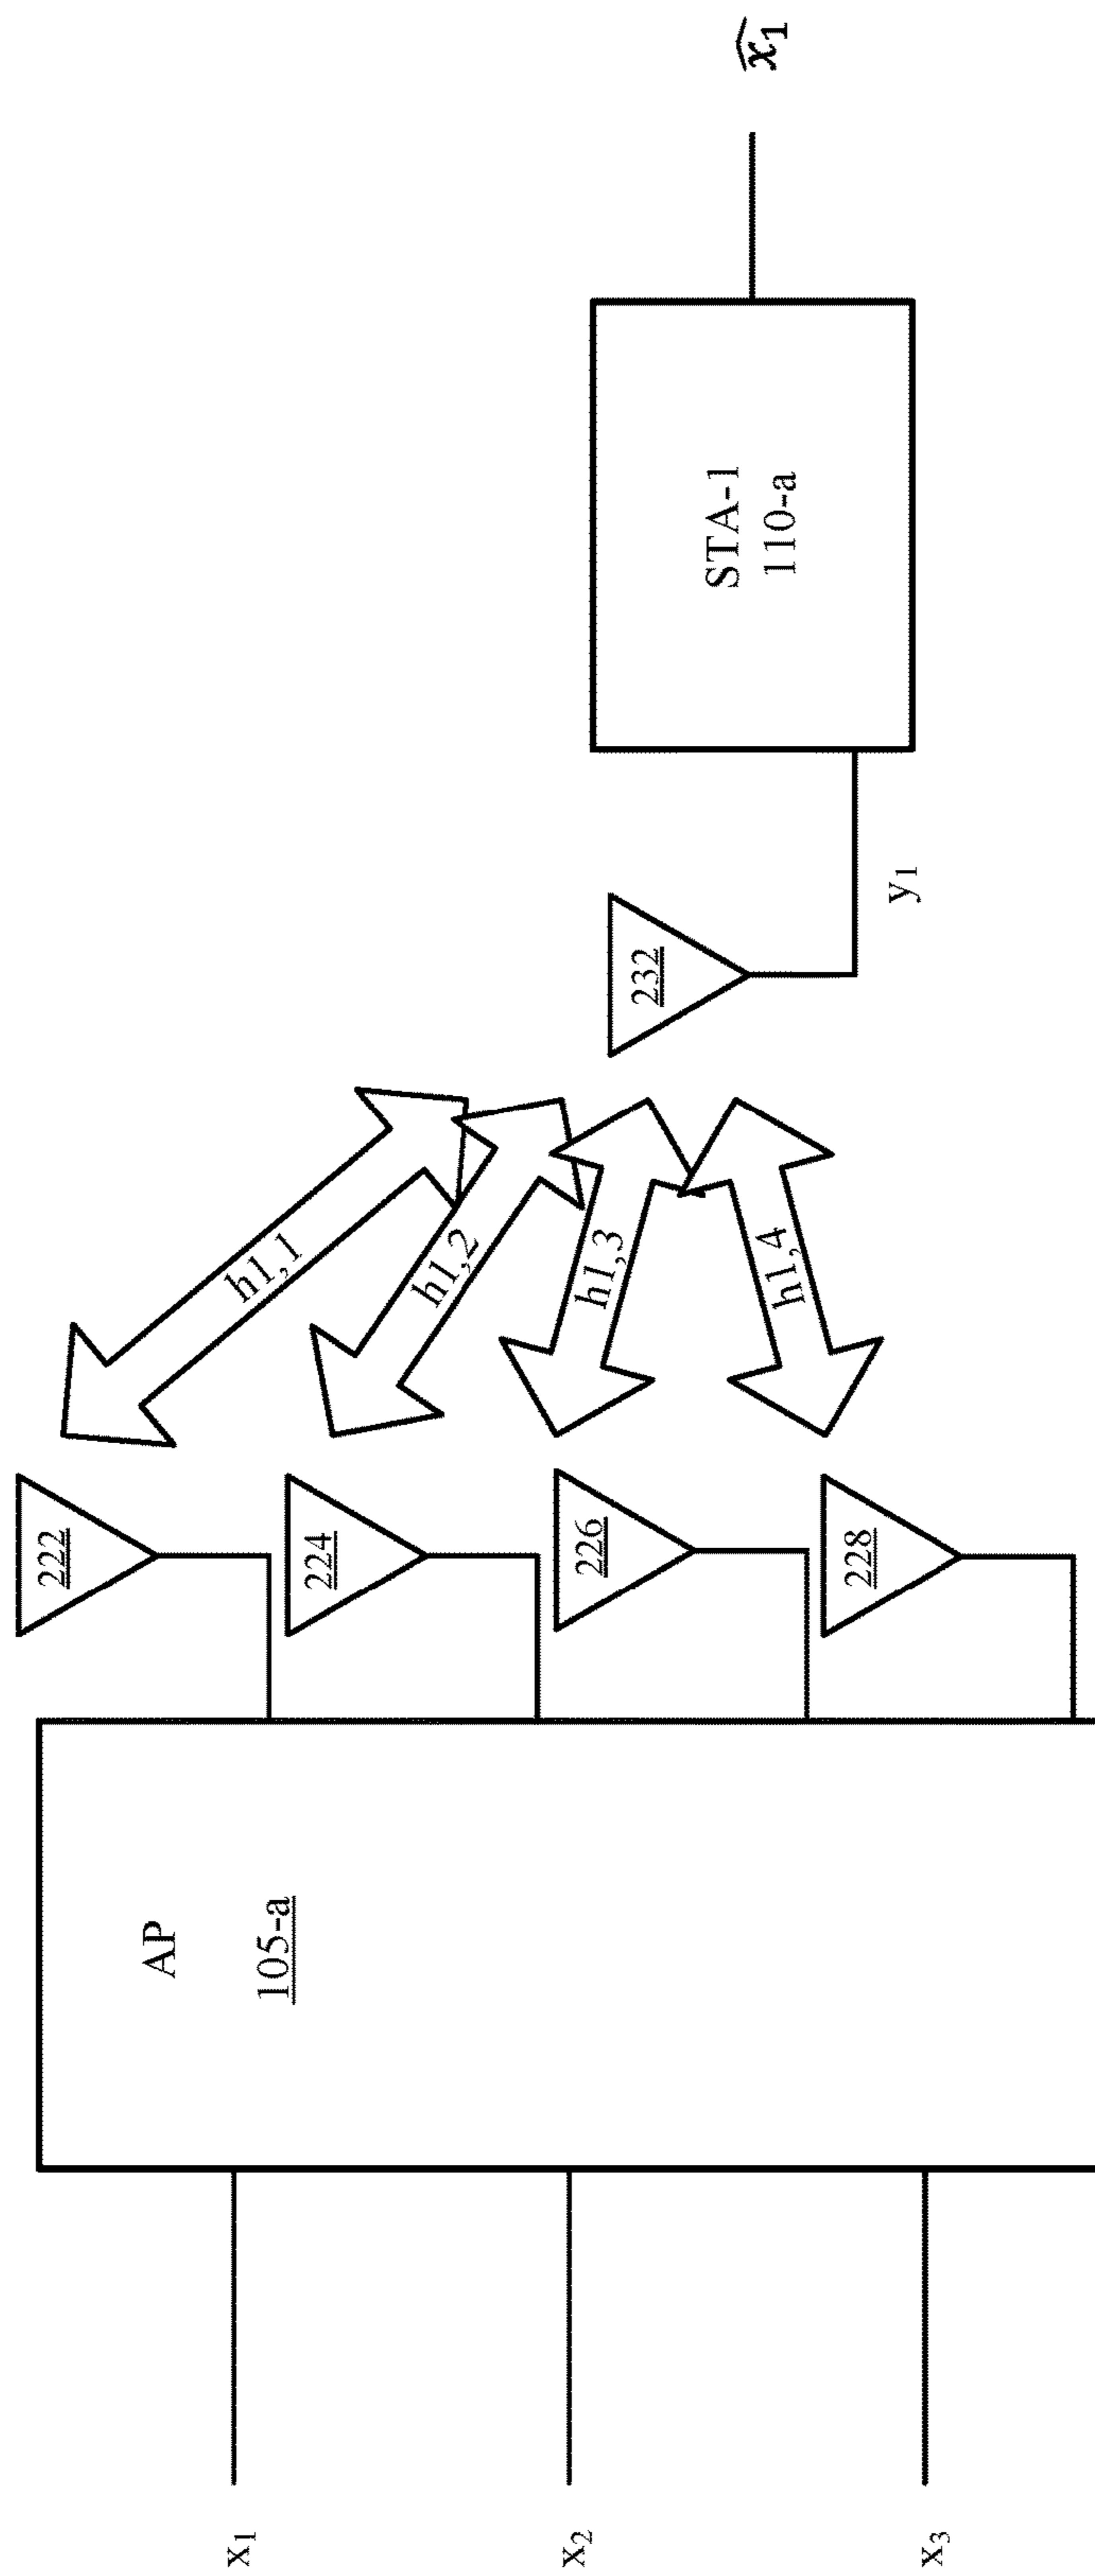 x₁
x₂
x₃
AP
105-a
222
224
226
228
h1,1
h1,2
h1,3
h1,4
232
y₁
STA-1
110-a
x̂₁